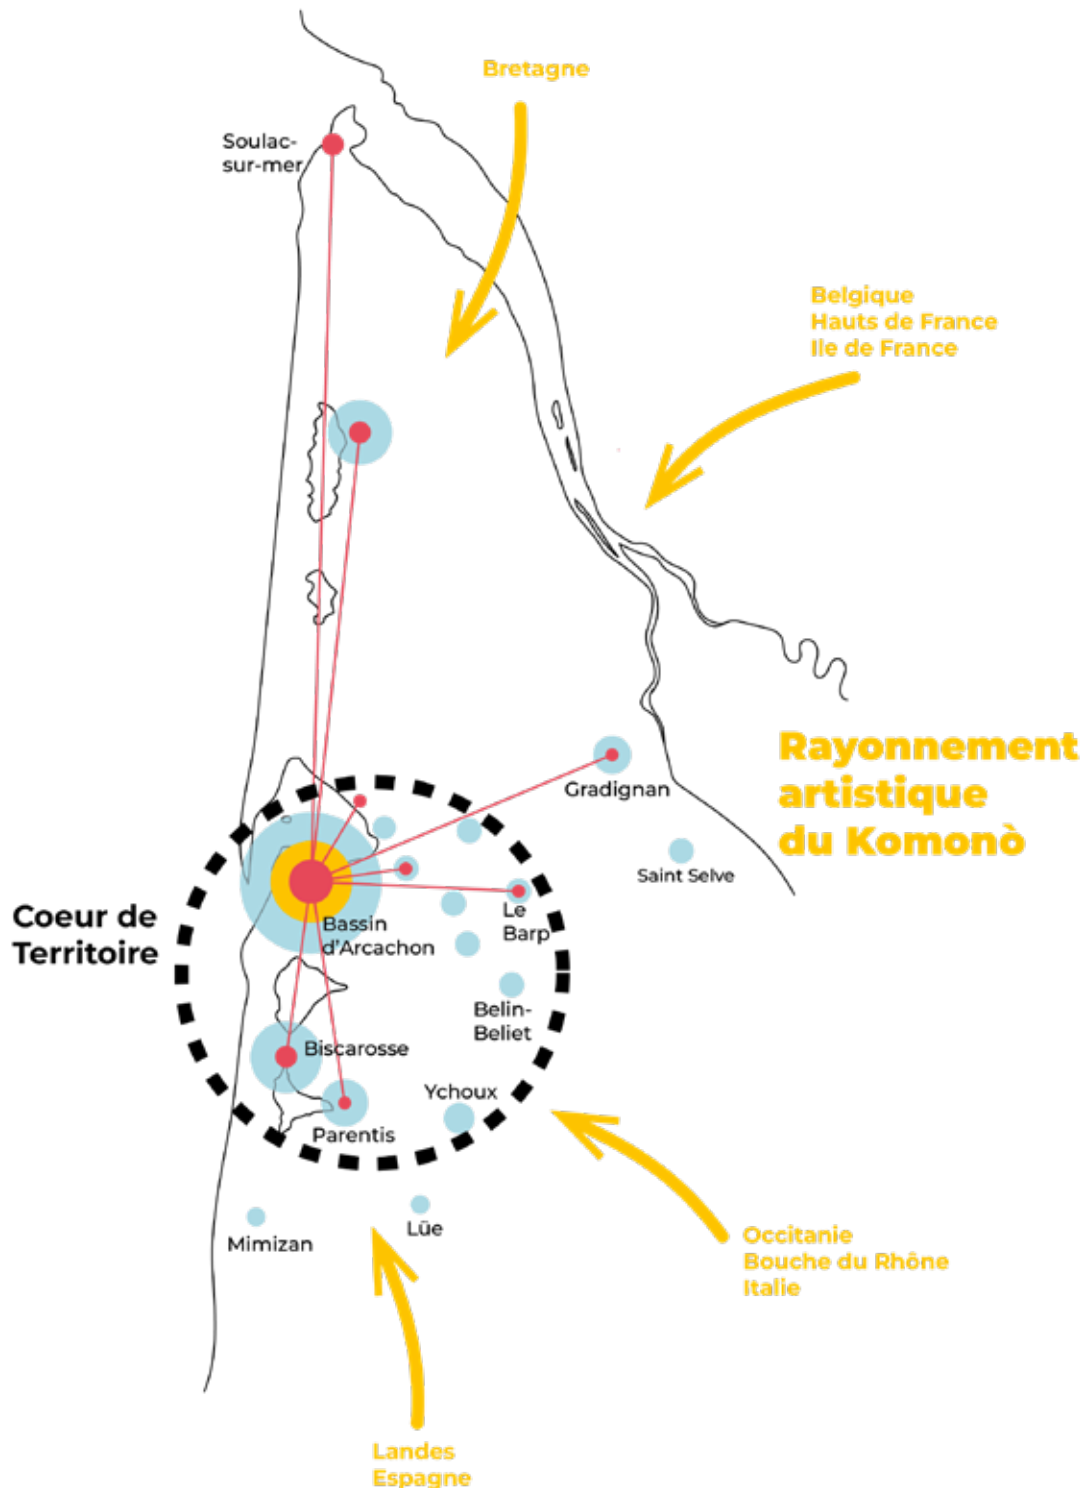 Bretagne
Soulac-
sur-mer
Belgique
Hauts de France
Ile de France
Rayonnement
artistique
du Komonò
Gradignan
Saint Selve
Coeur de
Territoire
Bassin
d'Arcachon
Le
Barp
Belin-
Beliet
Biscarosse
Ychoux
Parentis
Mimizan
Lüe
Occitanie
Bouche du Rhône
Italie
Landes
Espagne